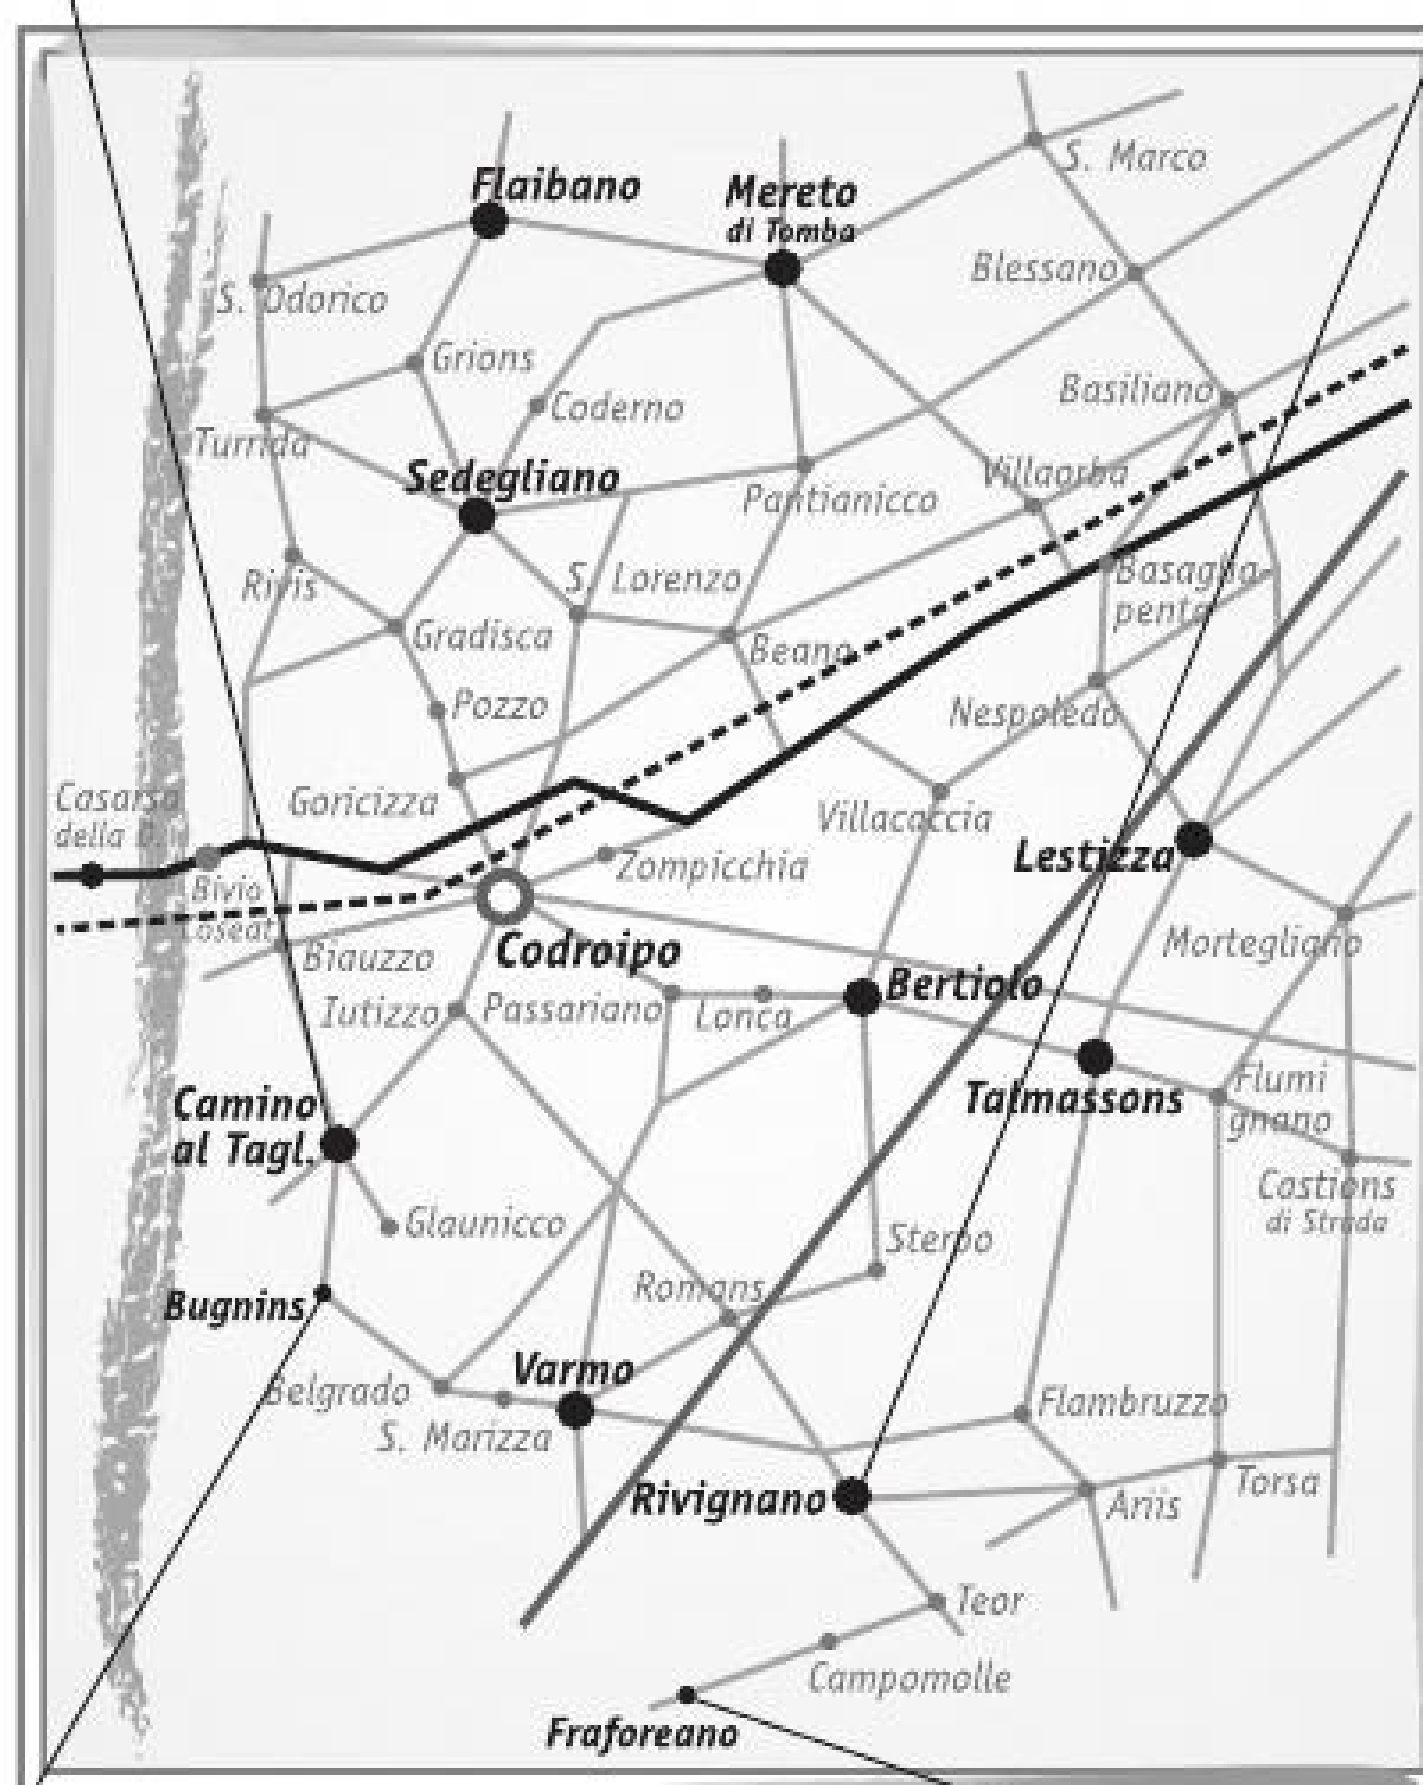 S. Marco
Flaibano
Mereto
di Tomba
Blessano
S. Odorico
Grions
Coderno
Basiliano
Turrida
Sedegliano
Villaorba
Pantianicco
Rivis
S. Lorenzo
Basaglia-
penta
Gradisca
Beano
Pozzo
Nespoledo
Casarsa
della D.
Goricizza
Villacaccia
Lestizza
Zompicchia
Bivio
Coseat
Biauzzo
Codroipo
Mortegliano
Bertiolo
Iutizzo
Passariano
Lonca
Flumi
gnano
Talmassons
Camino
al Tagl.
Castions
di Strada
Glaunicco
Sterpo
Romans
Bugnins
Varmo
Belgrado
Flambruzzo
S. Marizza
Torsa
Rivignano
Ariis
Teor
Campomolle
Fraforeano